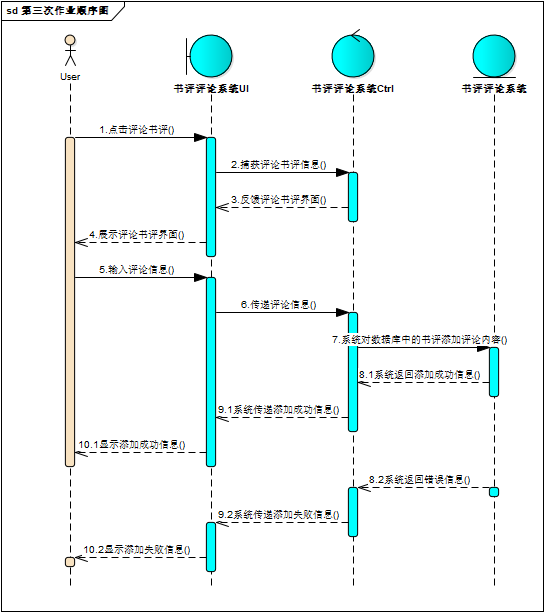 sd 第三次作业顺序图
User
书评评论系统UI
书评评论系统Ctrl
书评评论系统
1.点击评论书评()
2.捕获评论书评信息()
3.反馈评论书评界面()
4.展示评论书评界面()
5.输入评论信息()
6.传递评论信息()
7.系统对数据库中的书评添加评论内容()
8.1系统返回添加成功信息()
9.1系统传递添加成功信息()
10.1显示添加成功信息()
8.2系统返回错误信息()
9.2系统传递添加失败信息()
10.2显示添加失败信息()